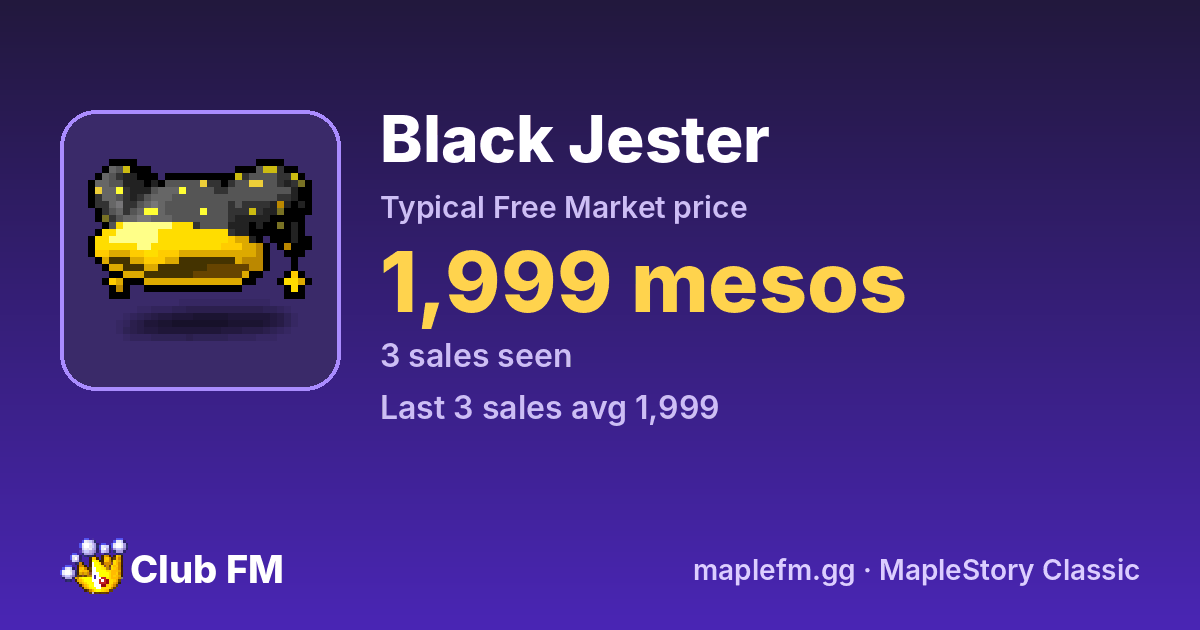 Black Jester
Typical Free Market price
1,999 mesos
3 sales seen
Last 3 sales avg 1,999
Club FM
maplefm.gg · MapleStory Classic